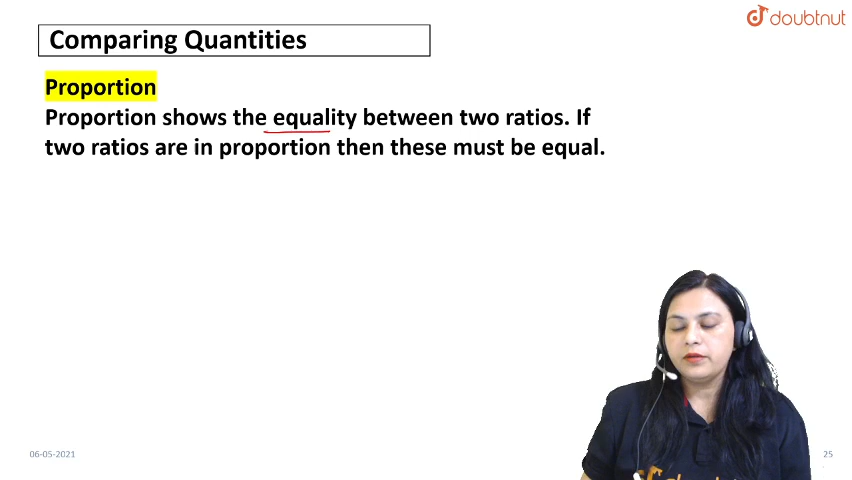 doubtnut
Comparing Quantities
Proportion
Proportion shows the equality between two ratios. If
two ratios are in proportion then these must be equal.
06-05-2021
25